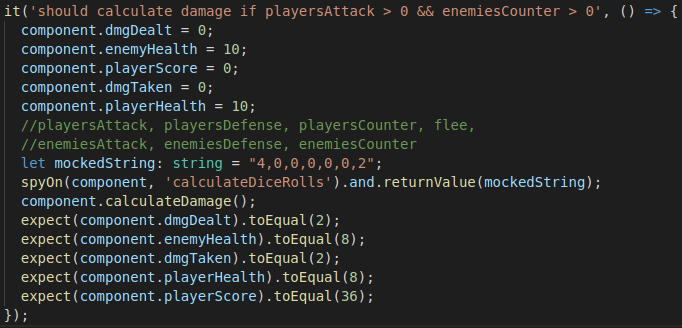 it('should calculate damage if playersAttack > 0 && enemiesCounter > 0', () => {
component.dmgDealt = 0;
component.enemyHealth = 10;
component.playerScore = 0;
component.dmgTaken = 0;
component.playerHealth = 10;
//playersAttack, playersDefense, playersCounter, flee,
//enemiesAttack, enemiesDefense, enemiesCounter
let mockedString: string = "4,0,0,0,0,0,2";
spyOn(component, 'calculateDiceRolls').and.returnValue(mockedString);
component.calculateDamage();
expect(component.dmgDealt).toEqual(2);
expect(component.enemyHealth).toEqual(8);
expect(component.dmgTaken).toEqual(2);
expect(component.playerHealth).toEqual(8);
expect(component.playerScore).toEqual(36);
});